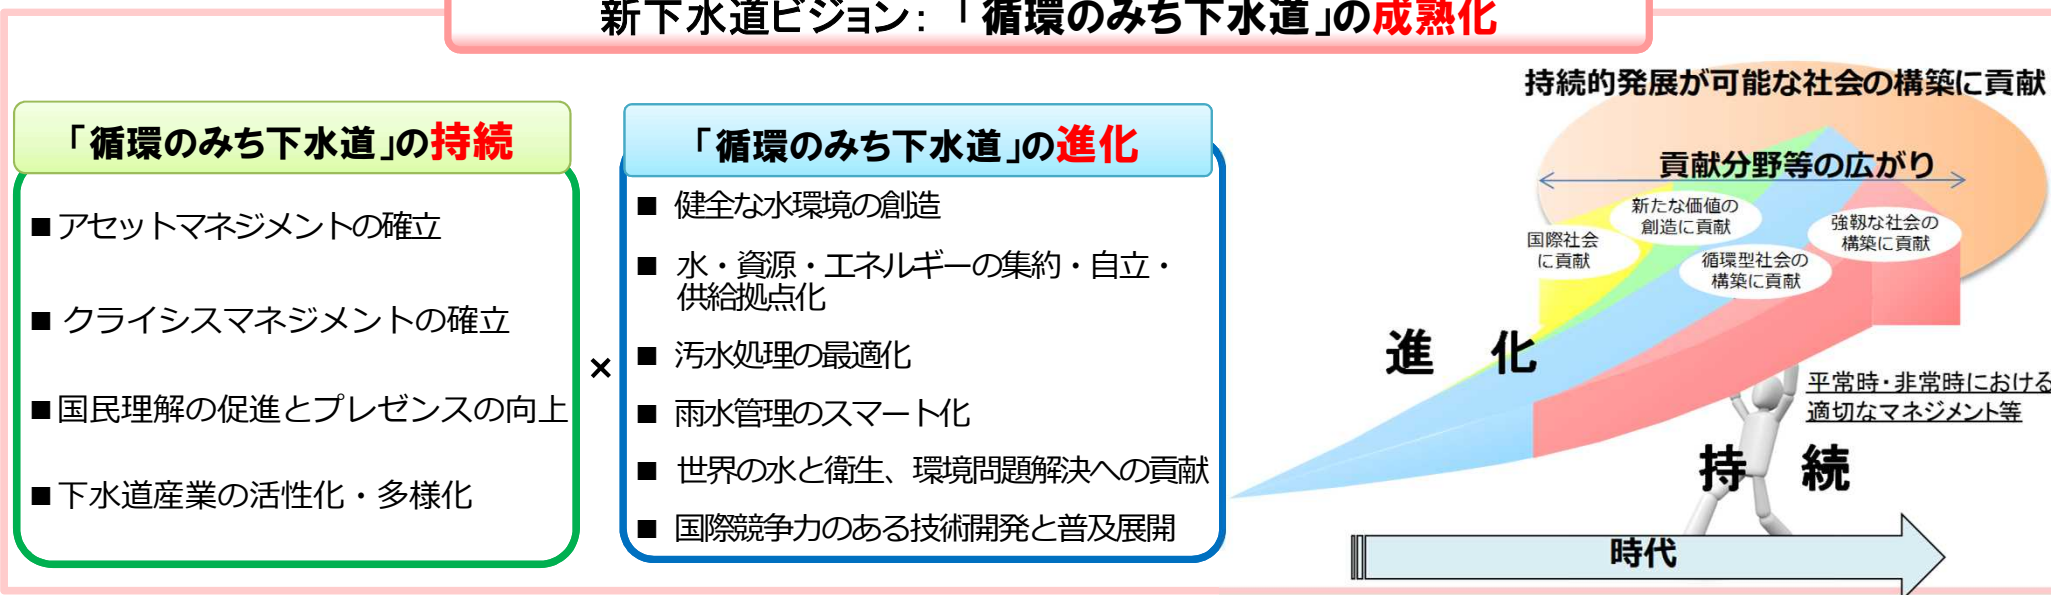 新下水道ビジョン：「循環のみち下水道」の成熟化
「循環のみち下水道」の持続
■アセットマネジメントの確立
■クライシスマネジメントの確立
■国民理解の促進とプレゼンスの向上
■下水道産業の活性化・多様化
×
「循環のみち下水道」の進化
■ 健全な水環境の創造
■ 水・資源・エネルギーの集約・自立・
供給拠点化
■ 汚水処理の最適化
■ 雨水管理のスマート化
■ 世界の水と衛生、環境問題解決への貢献
■ 国際競争力のある技術開発と普及展開
持続的発展が可能な社会の構築に貢献
貢献分野等の広がり
国際社会
に貢献
新たな価値の
創造に貢献
循環型社会の
構築に貢献
強靱な社会の
構築に貢献
進 化
平常時・非常時における
適切なマネジメント等
持 続
時代